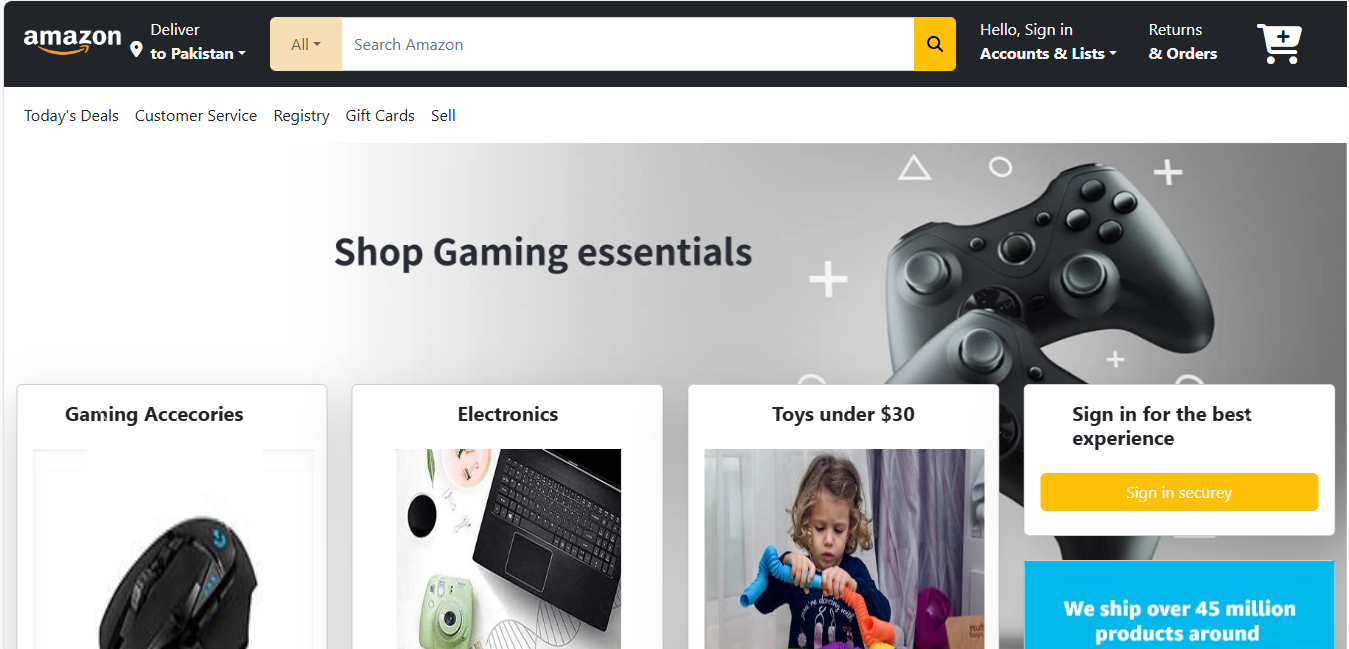 amazon
Deliver
to Pakistan
All
Search Amazon
Hello, Sign in
Accounts & Lists
Returns
& Orders
Today's Deals
Customer Service
Registry
Gift Cards
Sell
Shop Gaming essentials
Gaming Accecories
Electronics
Toys under $30
Sign in for the best
experience
Sign in securey
We ship over 45 million
products around